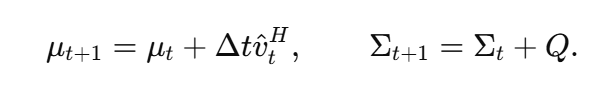 μ_{t+1} = μ_t + Δt v̂_t^H, Σ_{t+1} = Σ_t + Q.